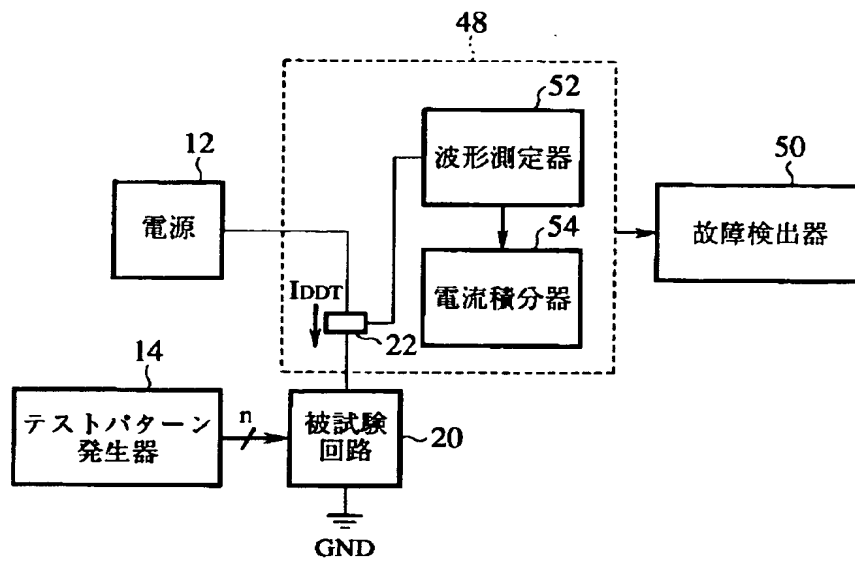 48
52
波形測定器
12
電源
50
故障検出器
54
電流積分器
IDDT
22
14
テストパターン
発生器
n
被試験
回路
20
GND